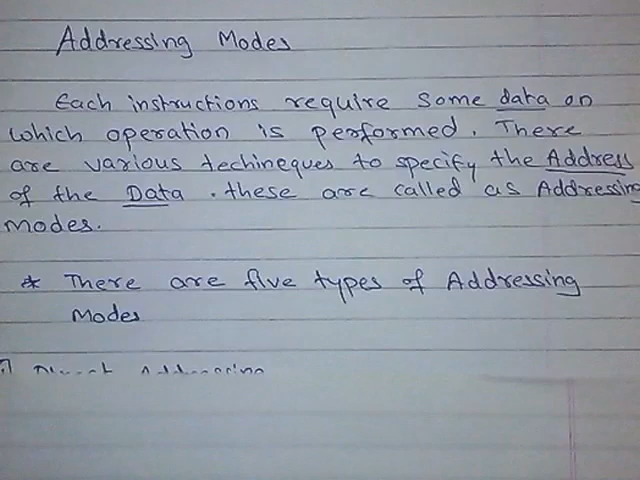 Addressing Modes
Each instructions require some data on
which operation is performed. There
are various techineques to specify the Address
of the Data . these are called as Addressing
modes.
* There are five types of Addressing
Modes
Addressing